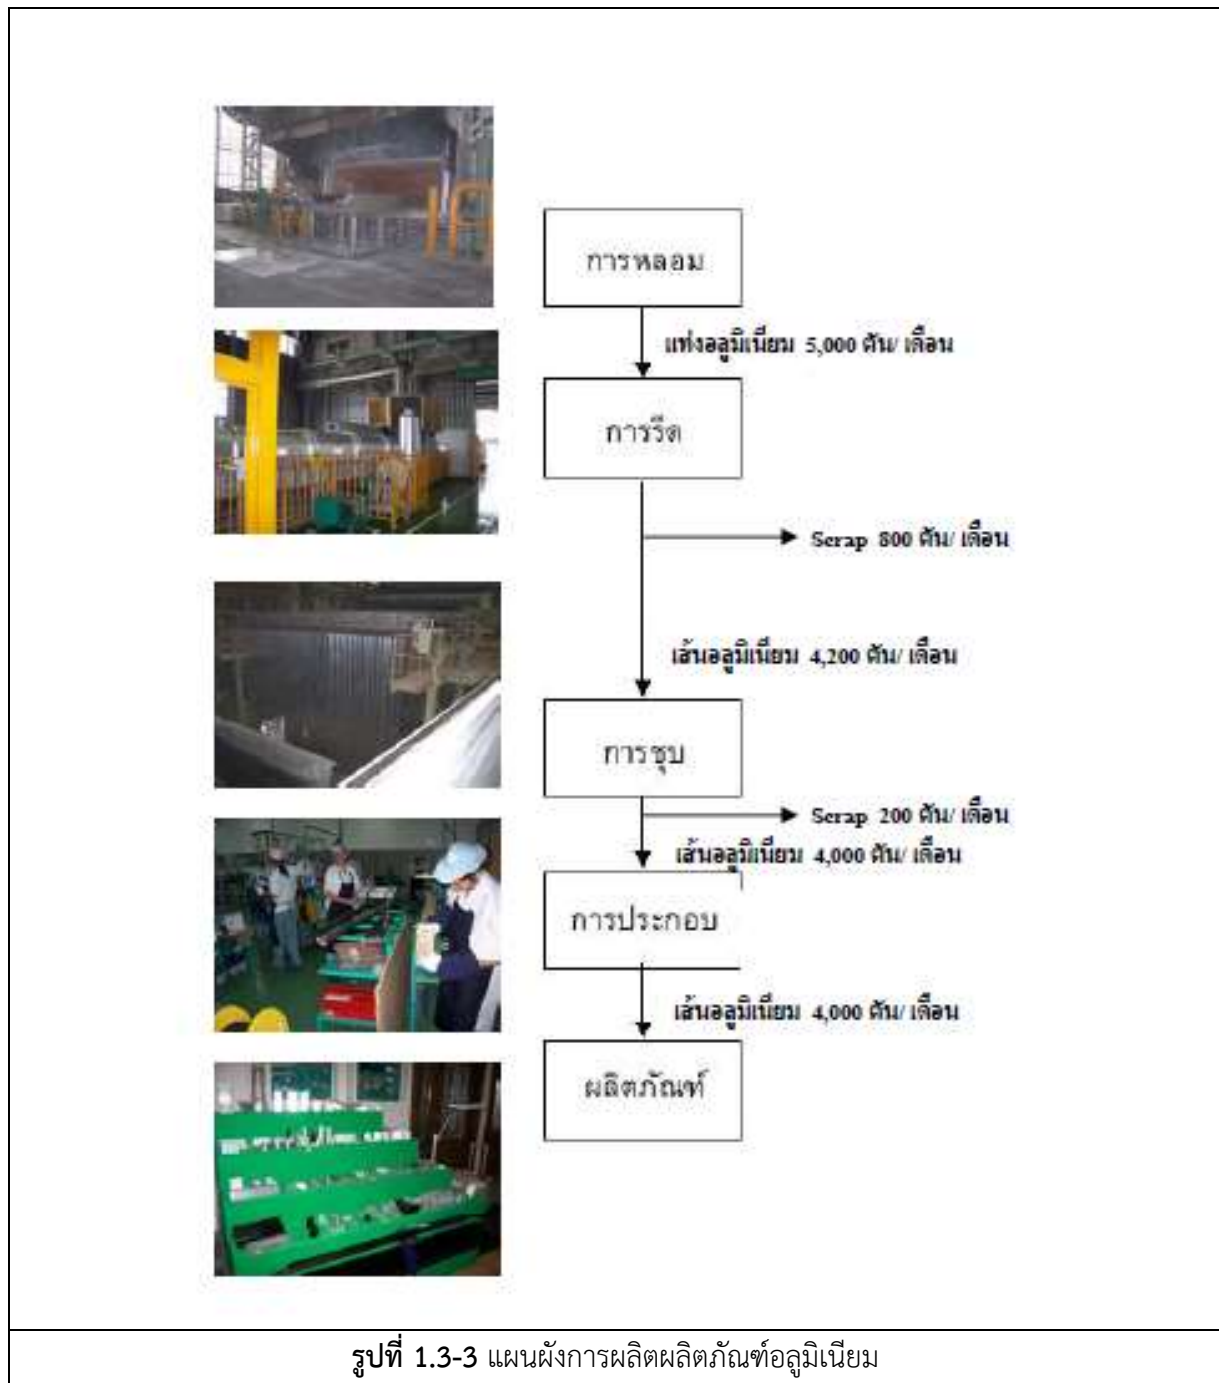 การหลอม
แท่งอลูมิเนียม 5,000 ตัน/ เดือน
การรีด
Scrap 800 ตัน/ เดือน
เส้นอลูมิเนียม 4,200 ตัน/ เดือน
การชุบ
Scrap 200 ตัน/ เดือน
เส้นอลูมิเนียม 4,000 ตัน/ เดือน
การประกอบ
เส้นอลูมิเนียม 4,000 ตัน/ เดือน
ผลิตภัณฑ์
รูปที่ 1.3-3 แผนผังการผลิตผลิตภัณฑ์อลูมิเนียม